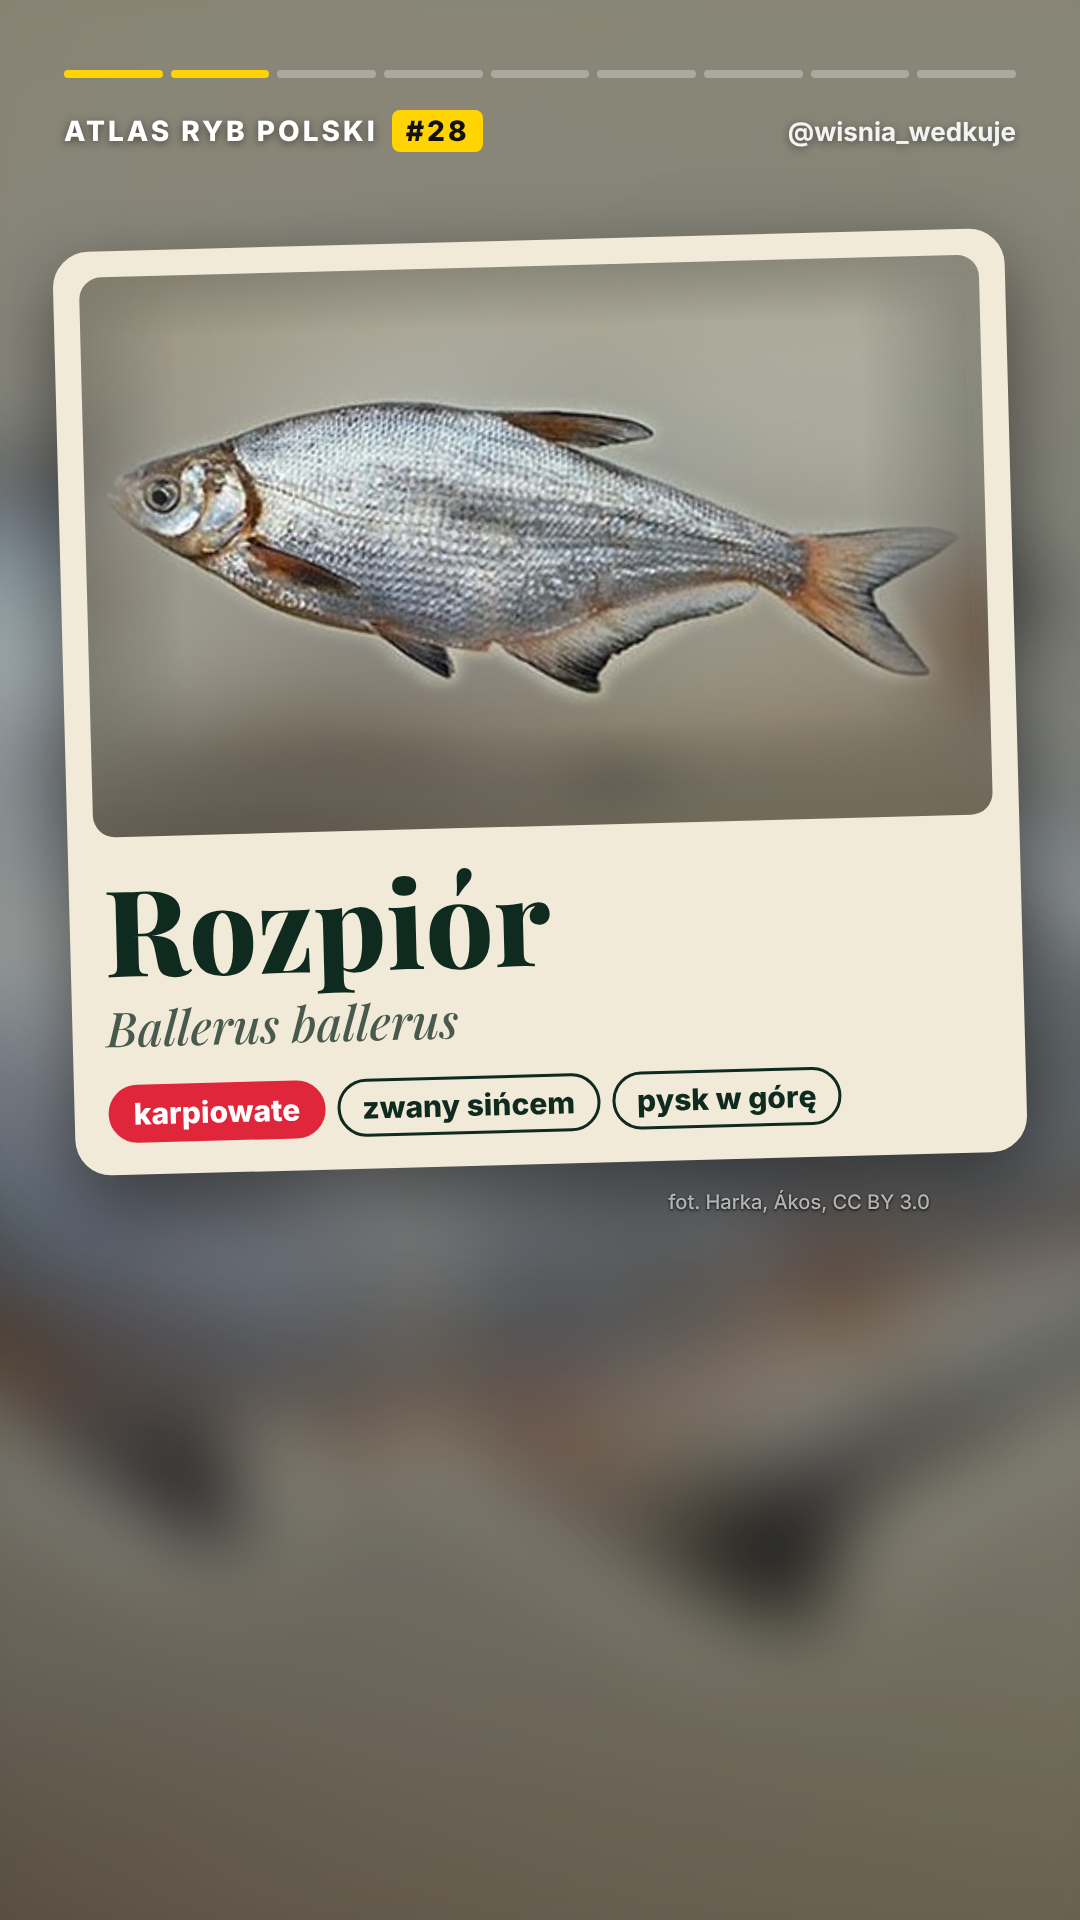 ATLAS RYB POLSKI #28
@wisnia_wedkuje
Rozpiór
Ballerus ballerus
karpiowate
zwany sińcem
pysk w górę
fot. Harka, Ákos, CC BY 3.0